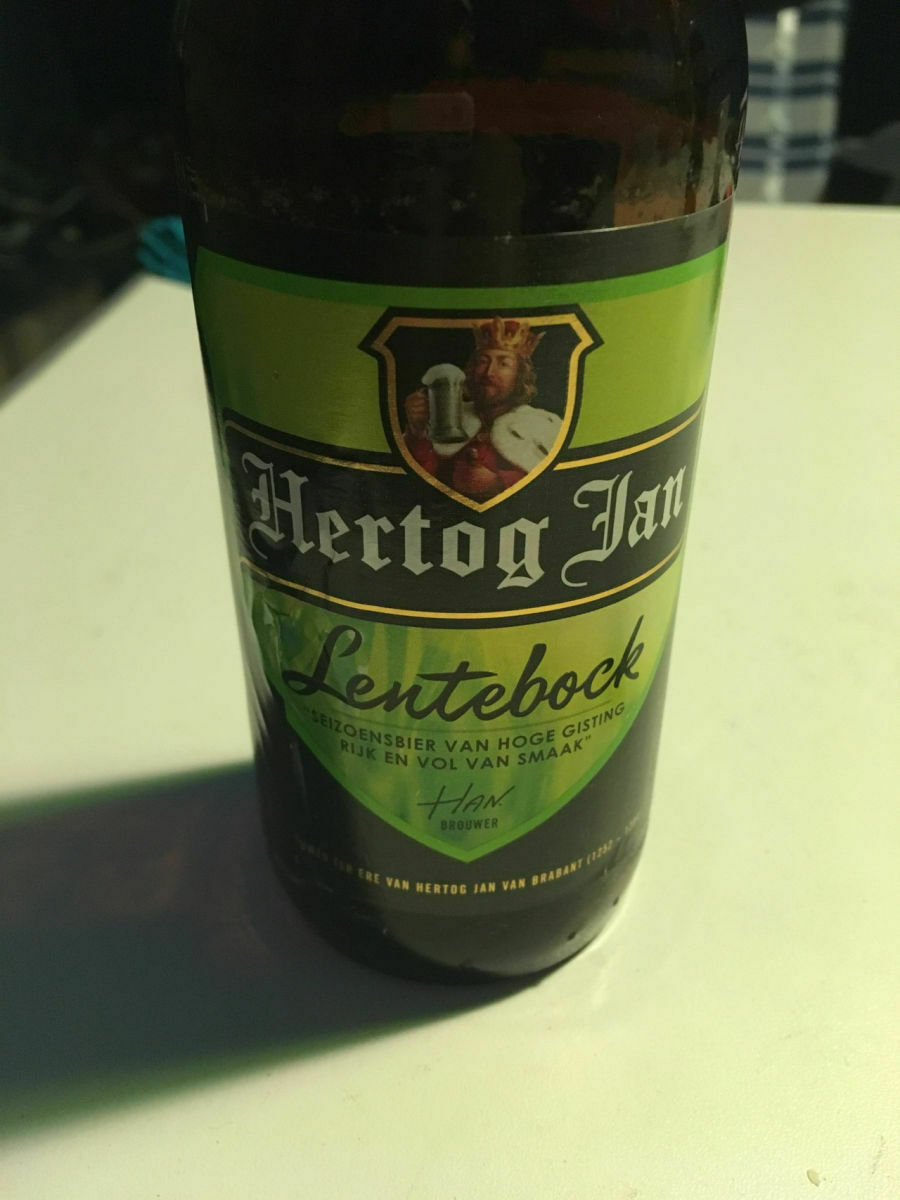 Hertog Jan
Lentebock
"SEIZOENSBIER VAN HOGE GISTING
RIJK EN VOL VAN SMAAK"
HAN.
BROUWER
ERE VAN HERTOG JAN VAN BRABANT (1252 -